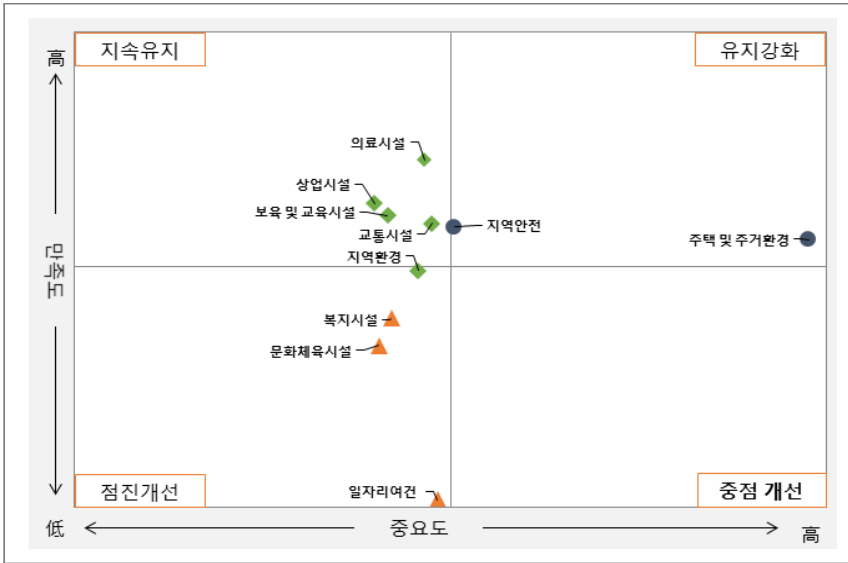 지속유지
유지강화
高
의료시설
상업시설
보육 및 교육시설
교통시설
지역안전
주택 및 주거환경
지역환경
만족도
복지시설
문화체육시설
일자리여건
점진개선
중점 개선
低
중요도
高